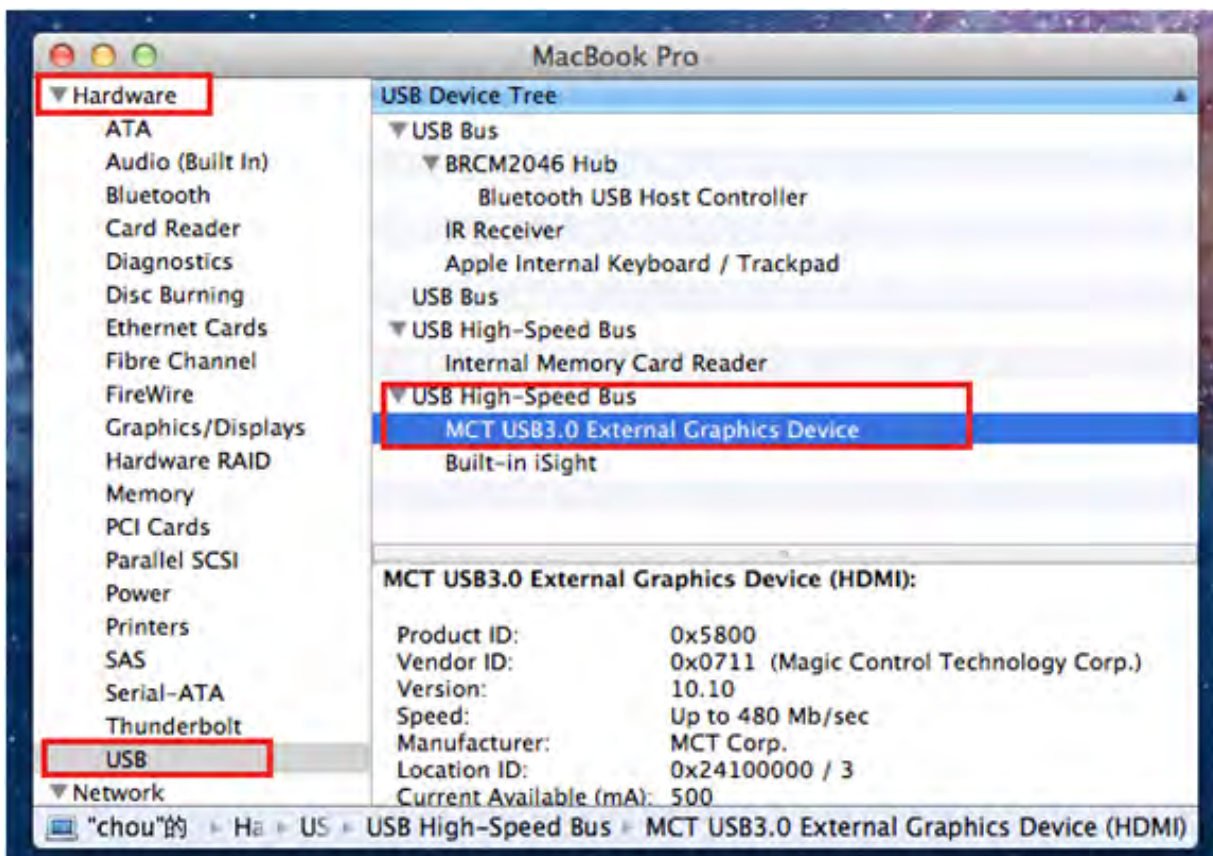 MacBook Pro
Hardware
ATA
Audio (Built In)
Bluetooth
Card Reader
Diagnostics
Disc Burning
Ethernet Cards
Fibre Channel
FireWire
Graphics/Displays
Hardware RAID
Memory
PCI Cards
Parallel SCSI
Power
Printers
SAS
Serial-ATA
Thunderbolt
USB
Network
USB Device Tree
USB Bus
BRCM2046 Hub
Bluetooth USB Host Controller
IR Receiver
Apple Internal Keyboard / Trackpad
USB Bus
USB High-Speed Bus
Internal Memory Card Reader
USB High-Speed Bus
MCT USB3.0 External Graphics Device
Built-in iSight
MCT USB3.0 External Graphics Device (HDMI):
Product ID: 0x5800
Vendor ID: 0x0711 (Magic Control Technology Corp.)
Version: 10.10
Speed: Up to 480 Mb/sec
Manufacturer: MCT Corp.
Location ID: 0x24100000 / 3
Current Available (mA): 500
"chou"的 Ha US USB High-Speed Bus MCT USB3.0 External Graphics Device (HDMI)